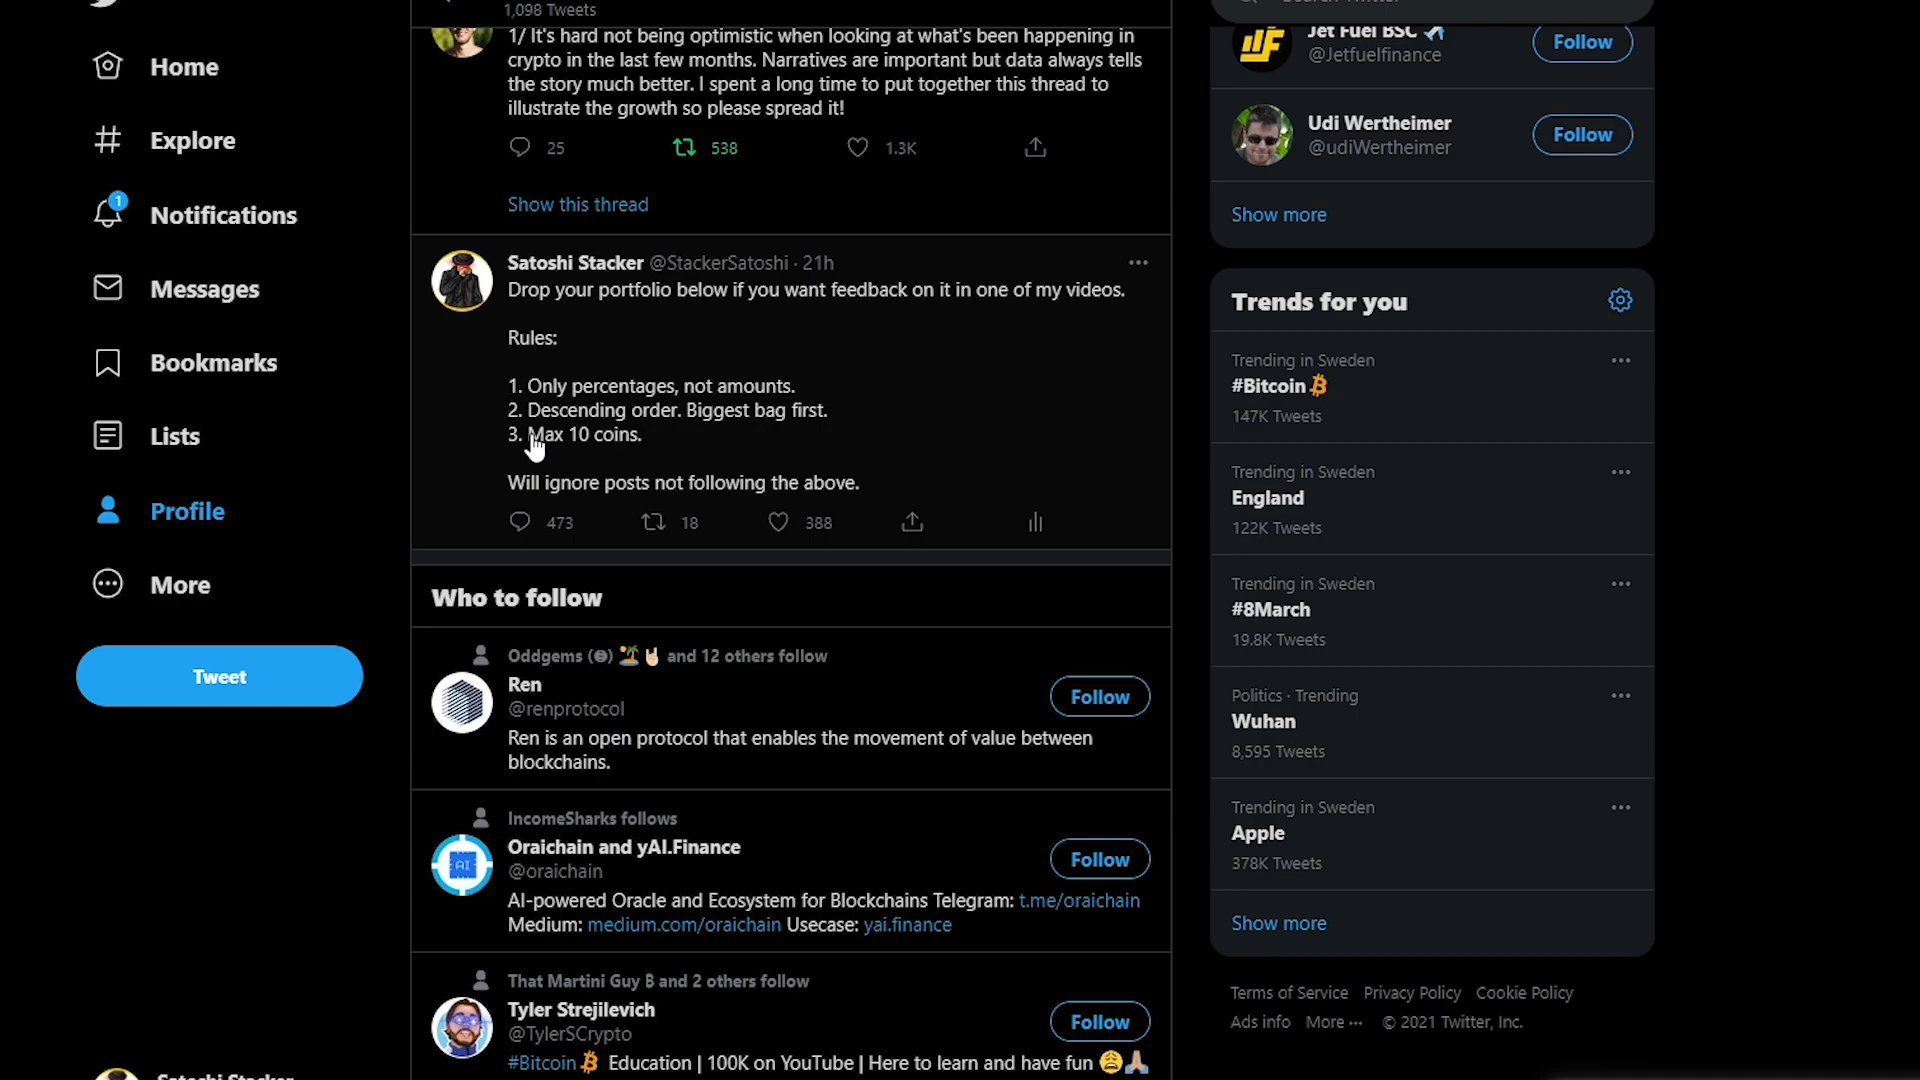 Home
Explore
1
Notifications
Messages
Bookmarks
Lists
Profile
More
Tweet
1,098 Tweets
1/ It's hard not being optimistic when looking at what's been happening in
crypto in the last few months. Narratives are important but data always tells
the story much better. I spent a long time to put together this thread to
illustrate the growth so please spread it!
25 538 1.3K
Show this thread
Satoshi Stacker @StackerSatoshi · 21h
Drop your portfolio below if you want feedback on it in one of my videos.
Rules:
1. Only percentages, not amounts.
2. Descending order. Biggest bag first.
3. Max 10 coins.
Will ignore posts not following the above.
473 18 388
Who to follow
Oddgems (ⓔ) 🏝️🤘🏻 and 12 others follow
Ren
@renprotocol
Follow
Ren is an open protocol that enables the movement of value between
blockchains.
IncomeSharks follows
AI
Oraichain and yAI.Finance
@oraichain
Follow
AI-powered Oracle and Ecosystem for Blockchains Telegram: t.me/oraichain
Medium: medium.com/oraichain Usecase: yai.finance
That Martini Guy ₿ and 2 others follow
Tyler Strejilevich
@TylerSCrypto
Follow
#Bitcoin Education | 100K on YouTube | Here to learn and have fun 😩🙏🏼
Jet Fuel BSC
@Jetfuelfinance
Follow
Udi Wertheimer
@udiWertheimer
Follow
Show more
Trends for you
Trending in Sweden
#Bitcoin
147K Tweets
Trending in Sweden
England
122K Tweets
Trending in Sweden
#8March
19.8K Tweets
Politics · Trending
Wuhan
8,595 Tweets
Trending in Sweden
Apple
378K Tweets
Show more
Terms of Service Privacy Policy Cookie Policy
Ads info More ··· © 2021 Twitter, Inc.
Satoshi Stacker